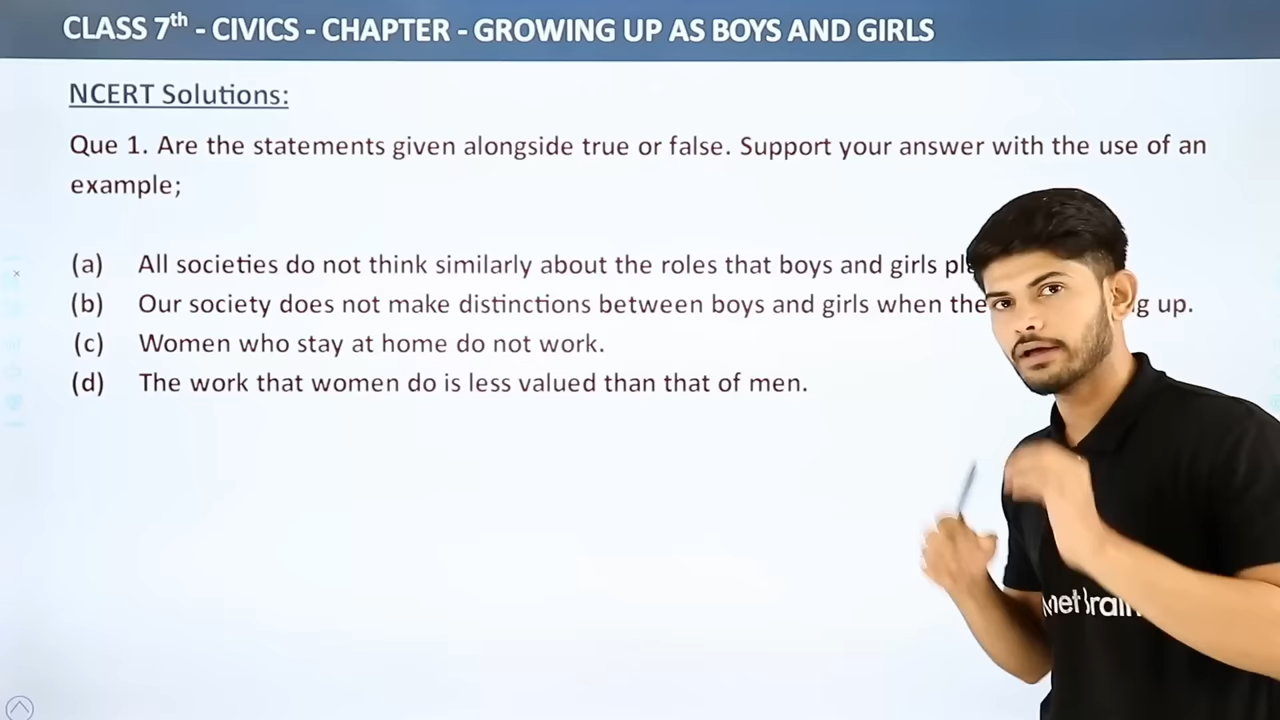 CLASS 7th - CIVICS - CHAPTER - GROWING UP AS BOYS AND GIRLS
NCERT Solutions:
Que 1. Are the statements given alongside true or false. Support your answer with the use of an
example;
(a) All societies do not think similarly about the roles that boys and girls
(b) Our society does not make distinctions between boys and girls when up.
(c) Women who stay at home do not work.
(d) The work that women do is less valued than that of men.